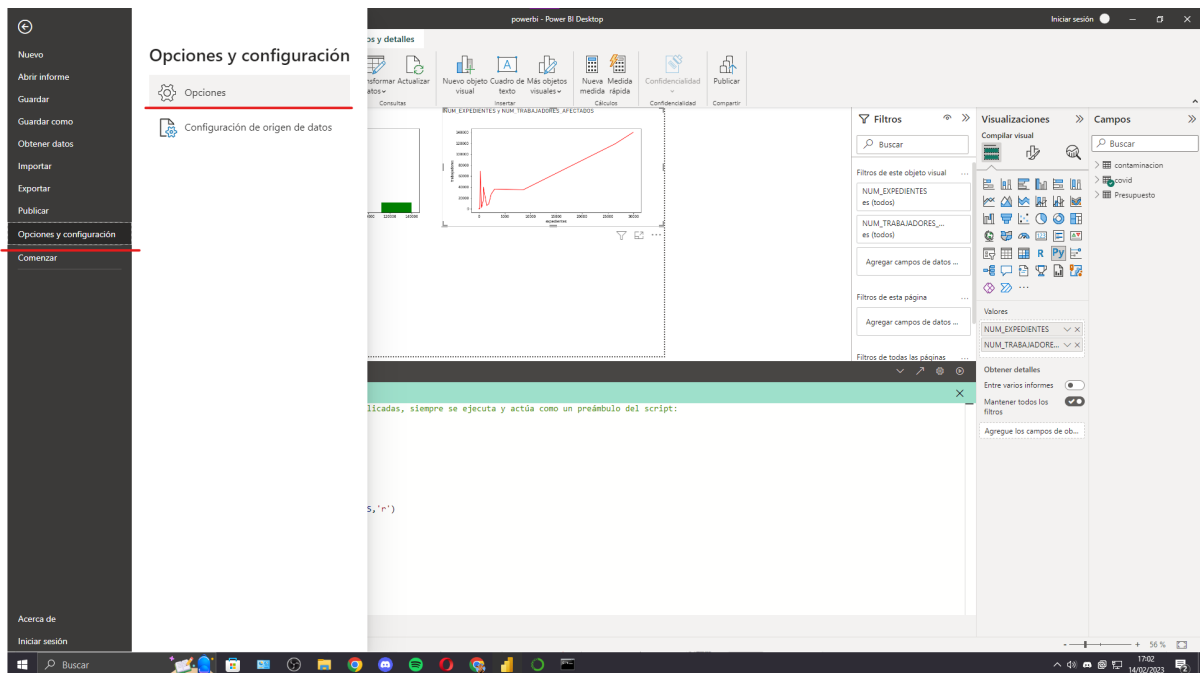 powerbi - Power BI Desktop
Iniciar sesión
Nuevo
Abrir informe
Guardar
Guardar como
Obtener datos
Importar
Exportar
Publicar
Opciones y configuración
Comenzar
Acerca de
Iniciar sesión
Opciones y configuración
Opciones
Configuración de origen de datos
os y detalles
nsformar Actualizar
atos
Consultas
Nuevo objeto Cuadro de Más objetos
visual texto visuales
Insertar
Nueva Medida
medida rápida
Cálculos
Confidencialidad
Confidencialidad
Publicar
Compartir
NUM_EXPEDIENTES y NUM_TRABAJADORES_AFECTADOS
expedientes
licadas, siempre se ejecuta y actúa como un preámbulo del script:
S,'r')
Filtros
Buscar
Filtros de este objeto visual
NUM_EXPEDIENTES
es (todos)
NUM_TRABAJADORES_...
es (todos)
Agregar campos de datos ...
Filtros de esta página
Agregar campos de datos ...
Filtros de todas las páginas
Visualizaciones
Compilar visual
R
Py
Valores
NUM_EXPEDIENTES
NUM_TRABAJADORE...
Obtener detalles
Entre varios informes
Mantener todos los
filtros
Agregue los campos de ob...
Campos
Buscar
contaminacion
covid
Presupuesto
56 %
Buscar
17:02
14/02/2023